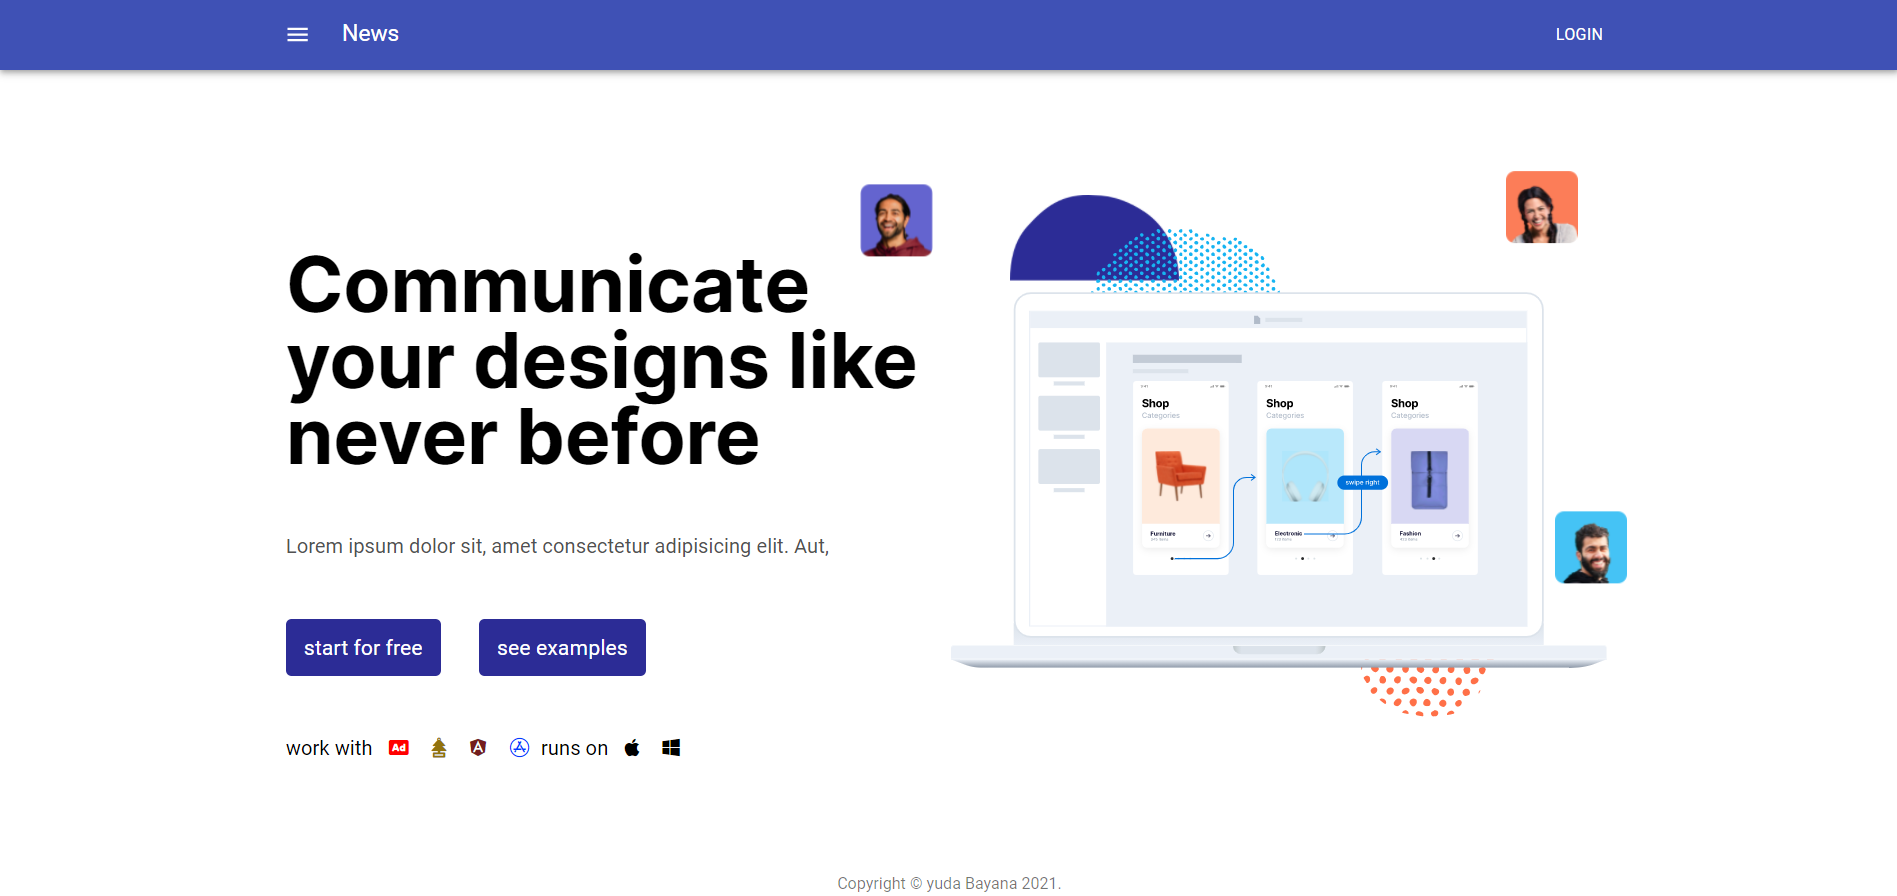 News
LOGIN
Communicate
your designs like
never before
Lorem ipsum dolor sit, amet consectetur adipisicing elit. Aut,
start for free
see examples
work with
Ad
runs on
Shop
Categories
Furniture
Shop
Categories
Electronic
swipe right
Shop
Categories
Fashion
Copyright © yuda Bayana 2021.